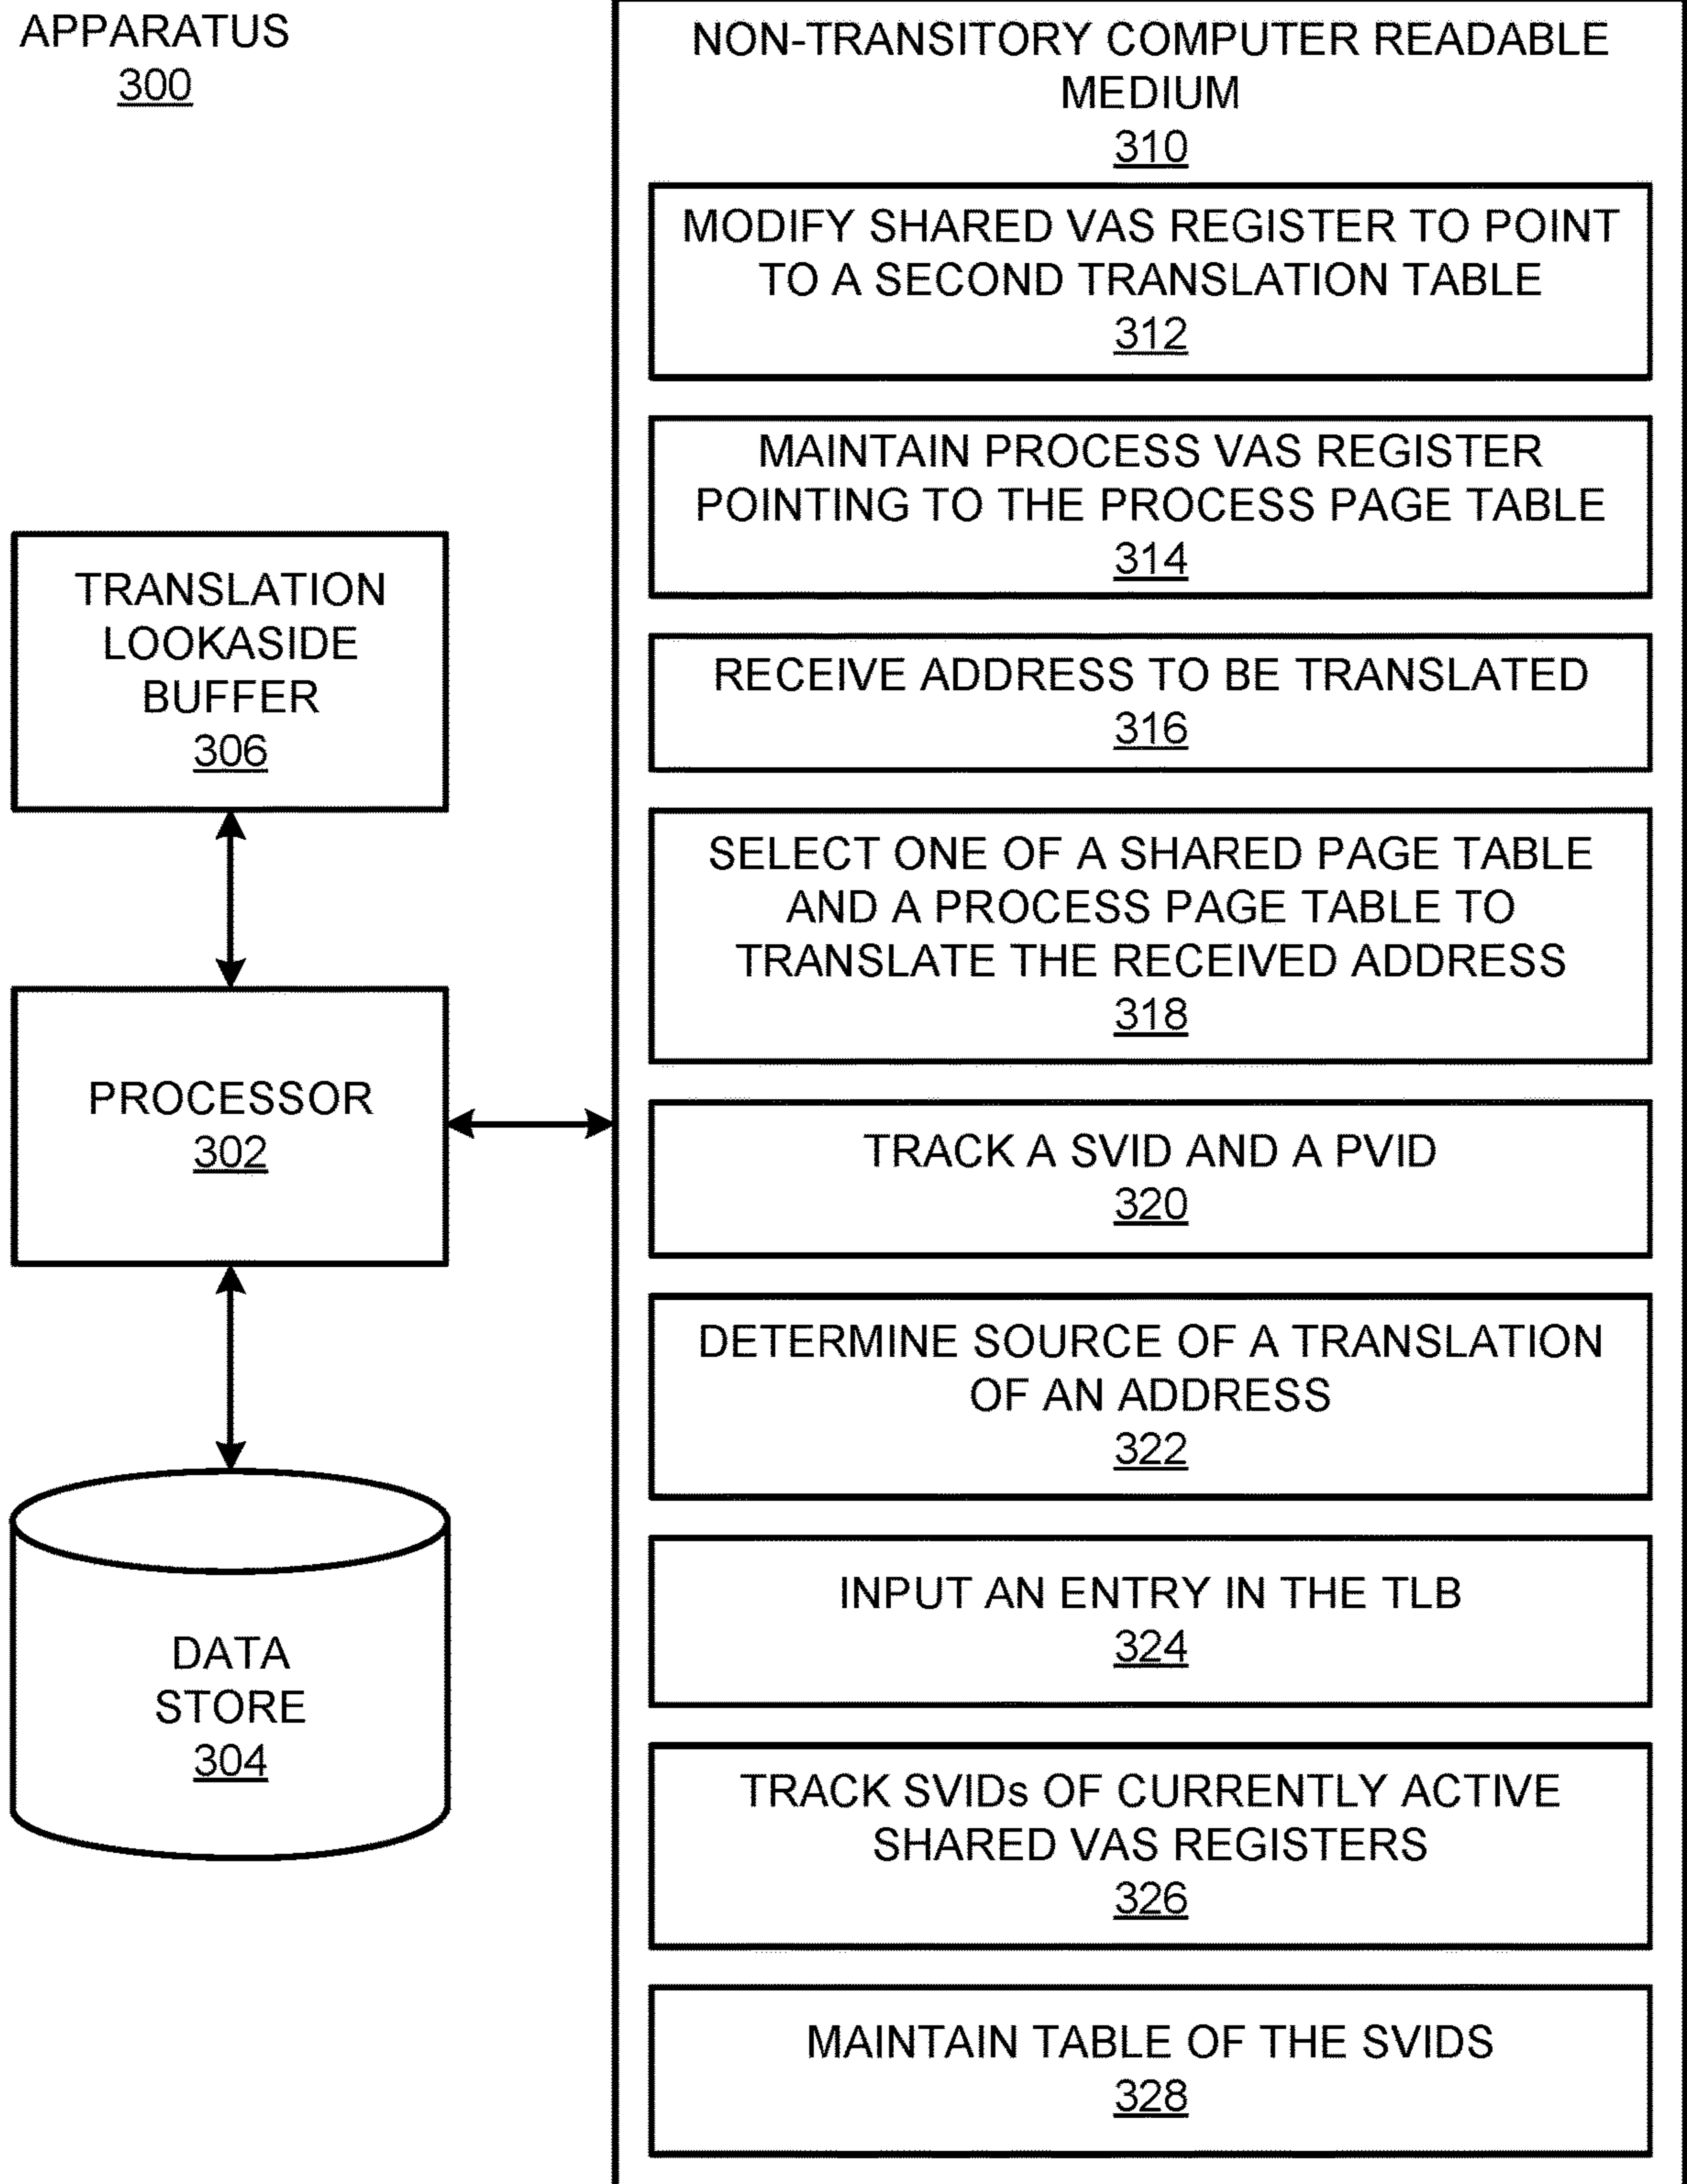 APPARATUS
300
NON-TRANSITORY COMPUTER READABLE
MEDIUM
310
MODIFY SHARED VAS REGISTER TO POINT
TO A SECOND TRANSLATION TABLE
312
MAINTAIN PROCESS VAS REGISTER
POINTING TO THE PROCESS PAGE TABLE
314
RECEIVE ADDRESS TO BE TRANSLATED
316
SELECT ONE OF A SHARED PAGE TABLE
AND A PROCESS PAGE TABLE TO
TRANSLATE THE RECEIVED ADDRESS
318
TRACK A SVID AND A PVID
320
DETERMINE SOURCE OF A TRANSLATION
OF AN ADDRESS
322
INPUT AN ENTRY IN THE TLB
324
TRACK SVIDs OF CURRENTLY ACTIVE
SHARED VAS REGISTERS
326
MAINTAIN TABLE OF THE SVIDS
328
TRANSLATION
LOOKASIDE
BUFFER
306
PROCESSOR
302
DATA
STORE
304